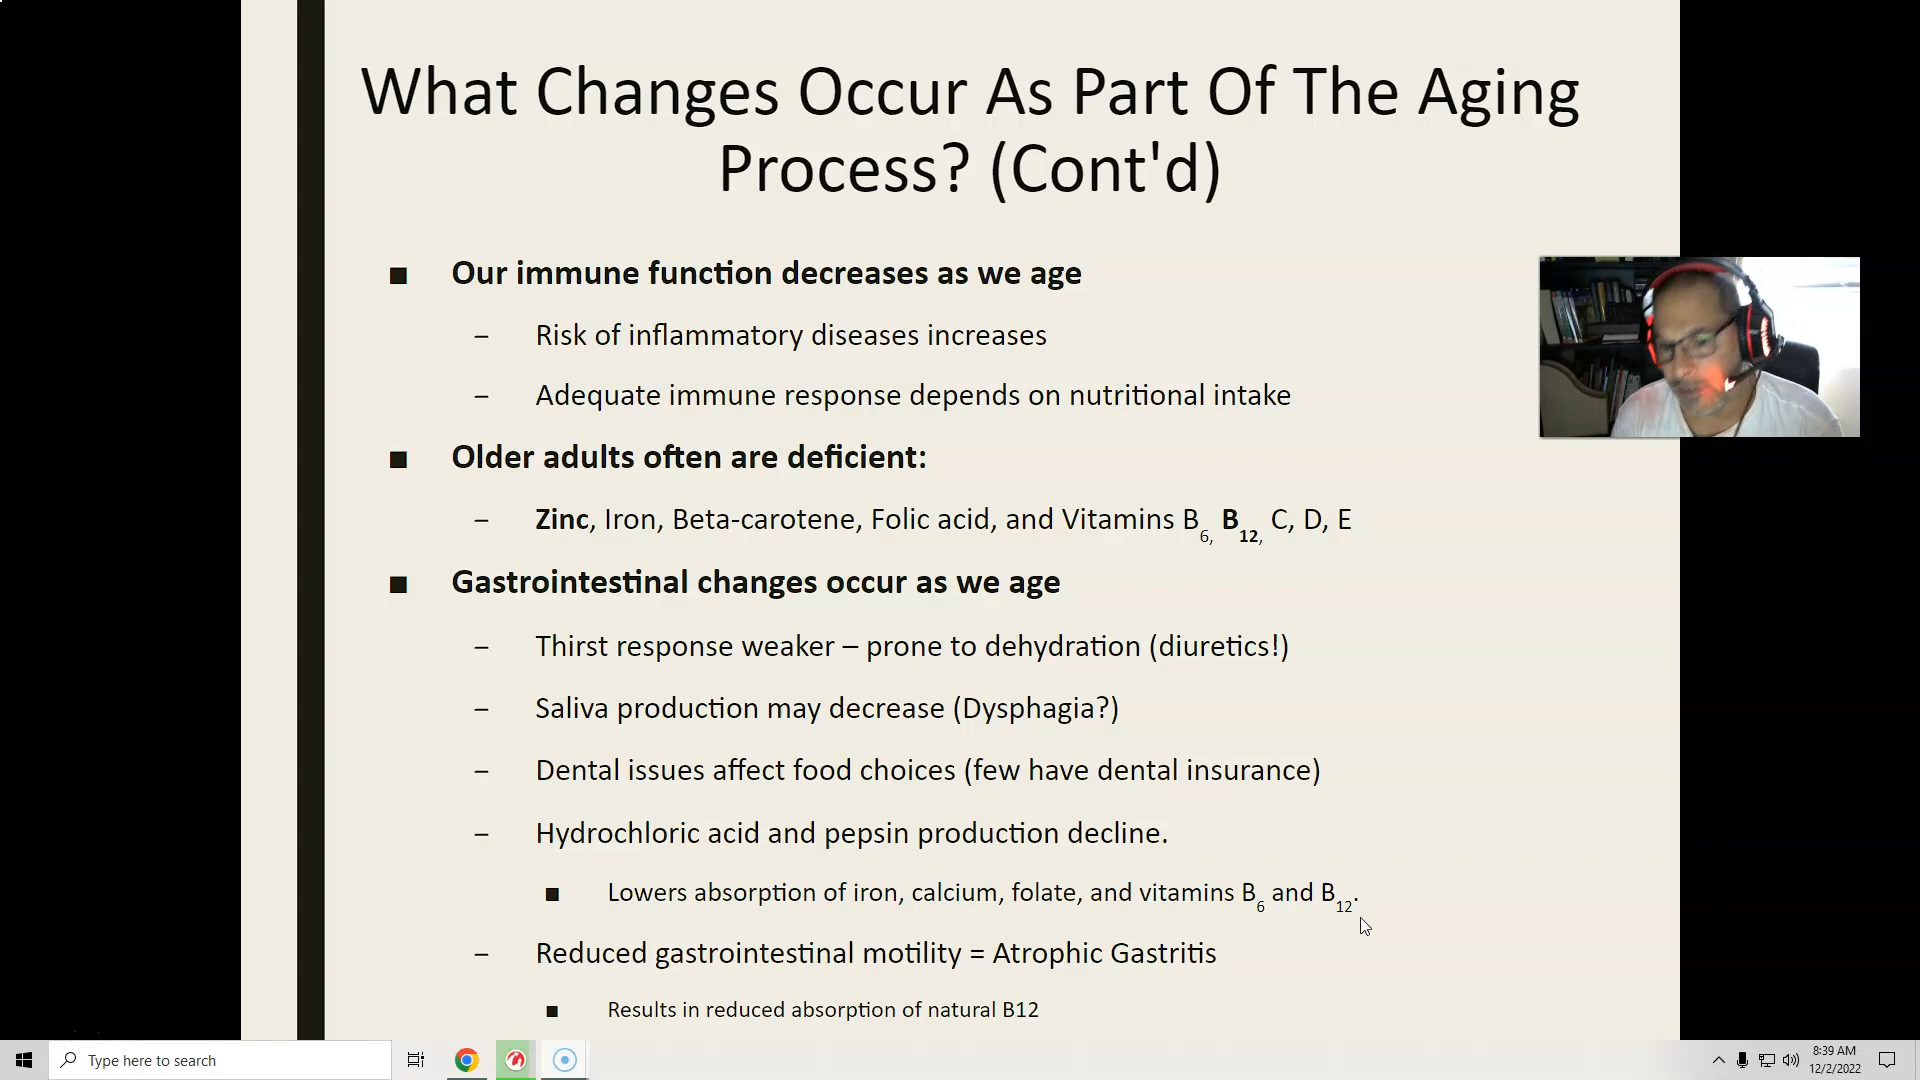 What Changes Occur As Part Of The Aging
Process? (Cont'd)
■ Our immune function decreases as we age
– Risk of inflammatory diseases increases
– Adequate immune response depends on nutritional intake
■ Older adults often are deficient:
– Zinc, Iron, Beta-carotene, Folic acid, and Vitamins B6, B12, C, D, E
■ Gastrointestinal changes occur as we age
– Thirst response weaker – prone to dehydration (diuretics!)
– Saliva production may decrease (Dysphagia?)
– Dental issues affect food choices (few have dental insurance)
– Hydrochloric acid and pepsin production decline.
■ Lowers absorption of iron, calcium, folate, and vitamins B6 and B12.
– Reduced gastrointestinal motility = Atrophic Gastritis
■ Results in reduced absorption of natural B12
Type here to search
8:39 AM
12/2/2022